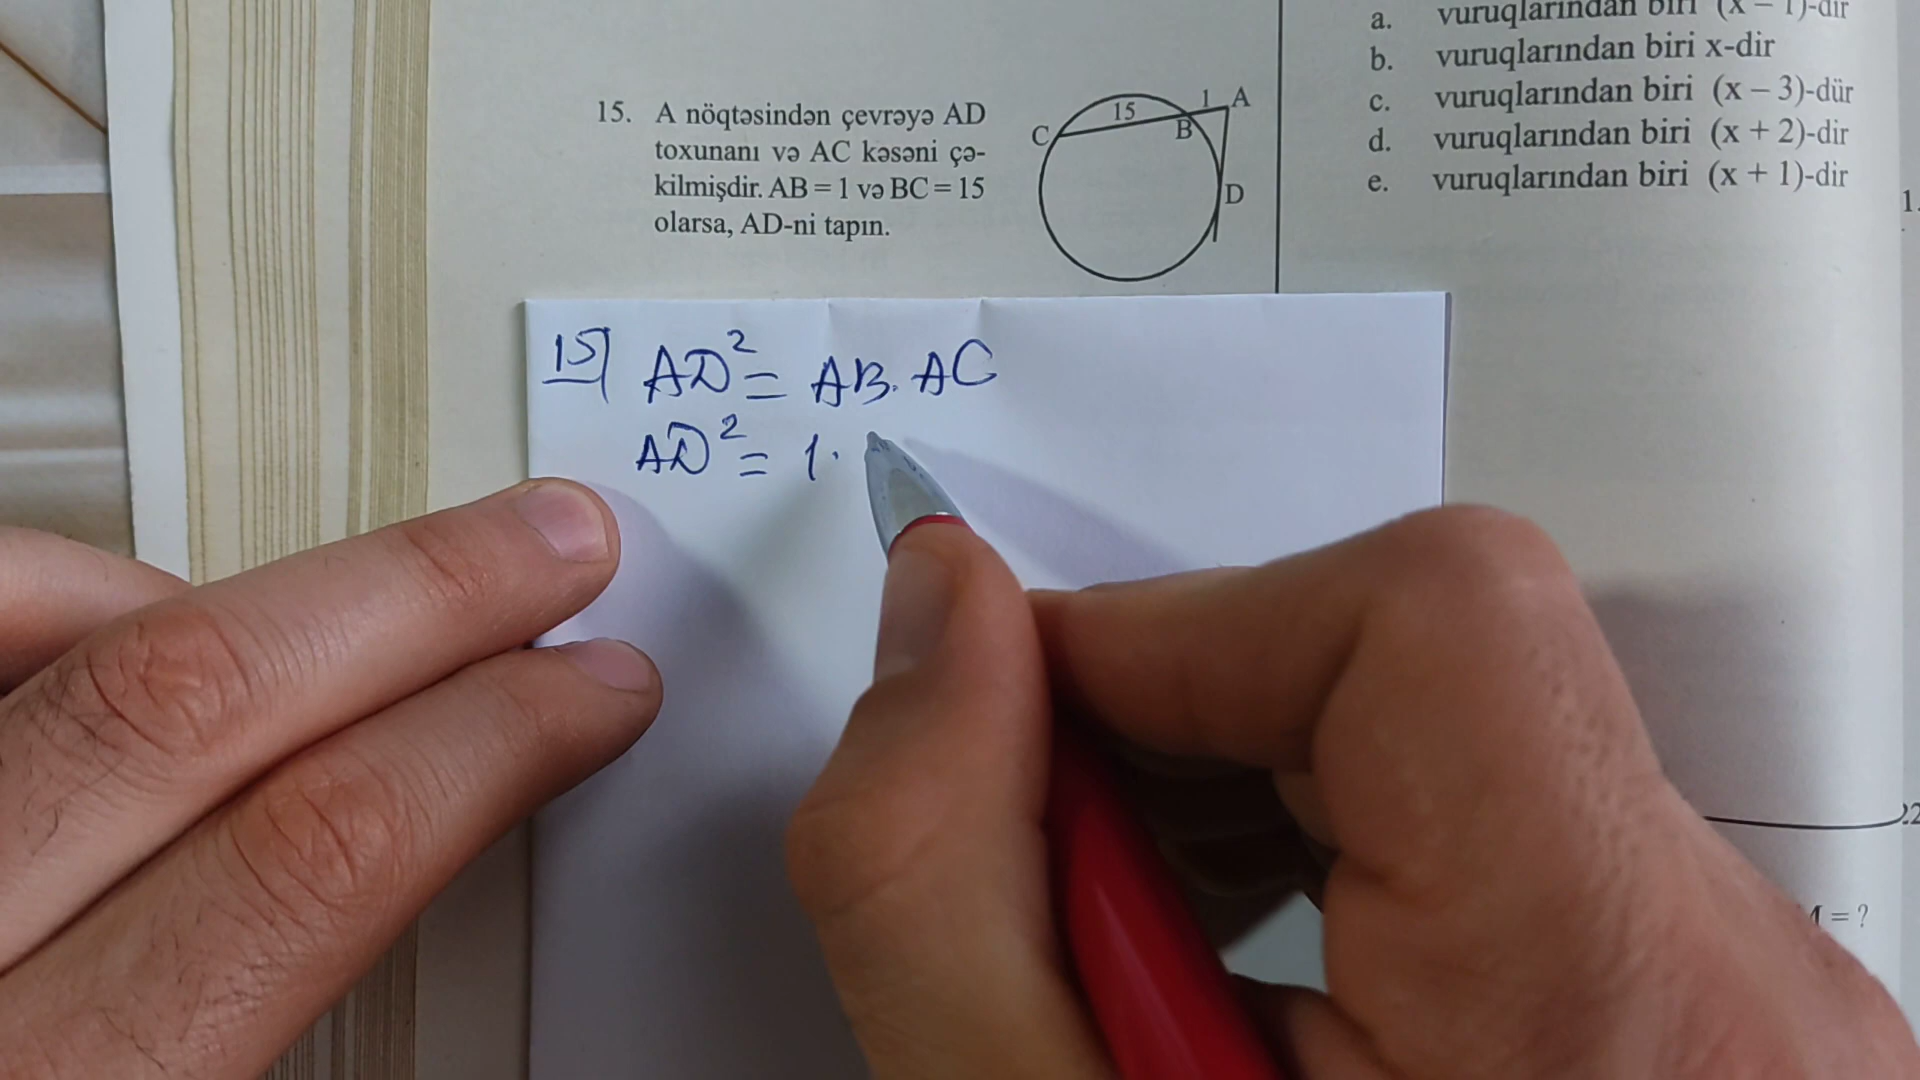 15. A nöqtəsindən çevrəyə AD
toxunanı və AC kəsəni çə-
kilmişdir. AB = 1 və BC = 15
olarsa, AD-ni tapın.
C 15 B 1 A
D
a. vuruqlarından biri (x – 1)-dir
b. vuruqlarından biri x-dir
c. vuruqlarından biri (x – 3)-dür
d. vuruqlarından biri (x + 2)-dir
e. vuruqlarından biri (x + 1)-dir
1.
15) AD² = AB. AC
AD² = 1 ·
= ?